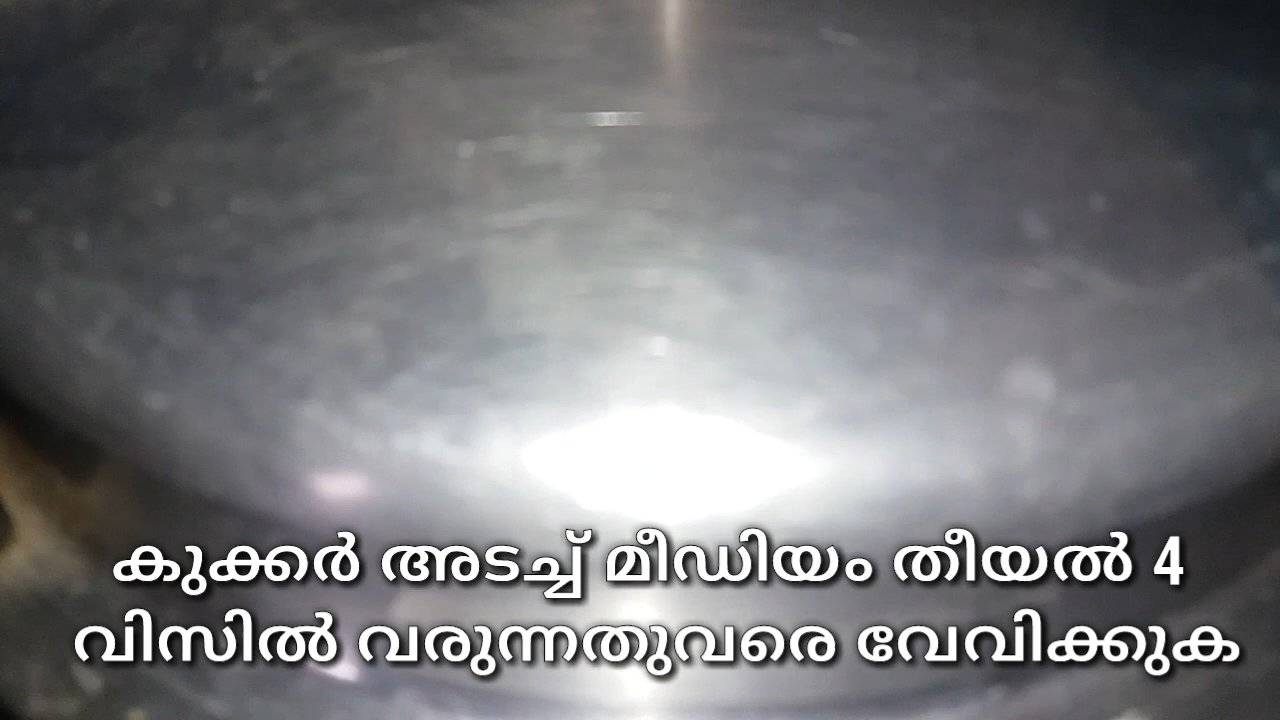 കുക്കർ അടച്ച് മീഡിയം തീയൽ 4
വിസിൽ വരുന്നതുവരെ വേവിക്കുക